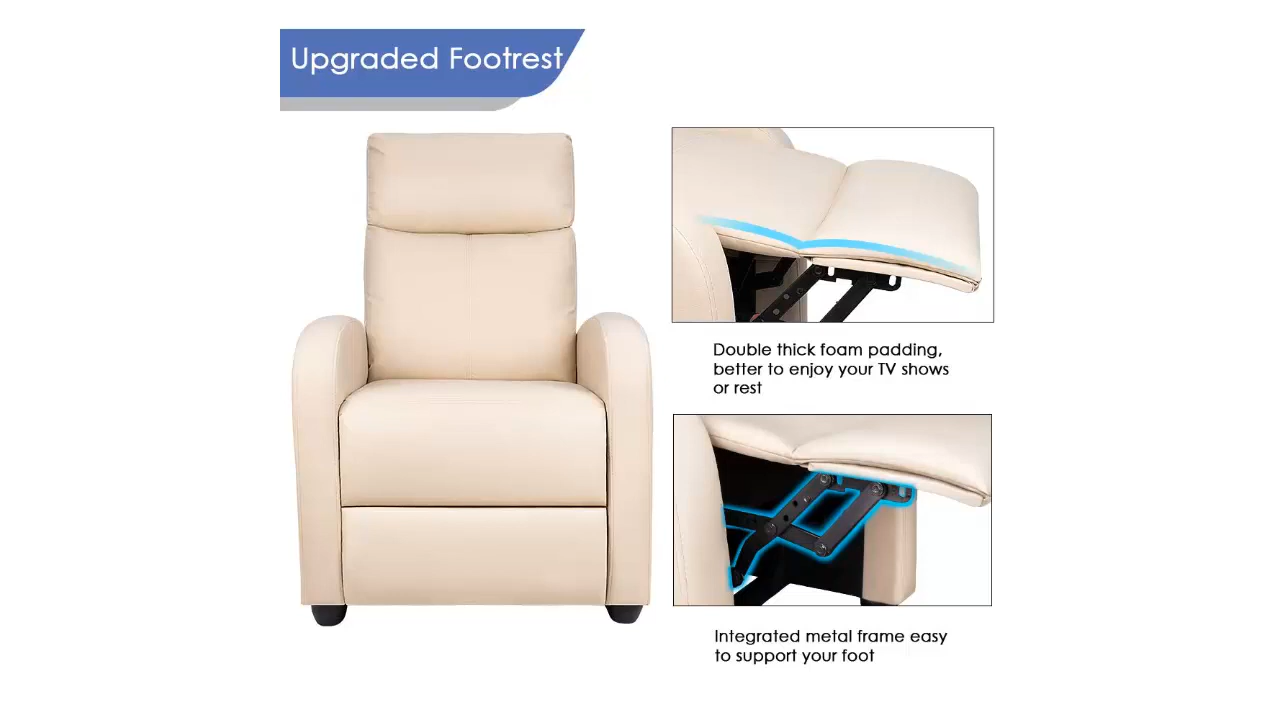 Upgraded Footrest
Double thick foam padding,
better to enjoy your TV shows
or rest
Integrated metal frame easy
to support your foot